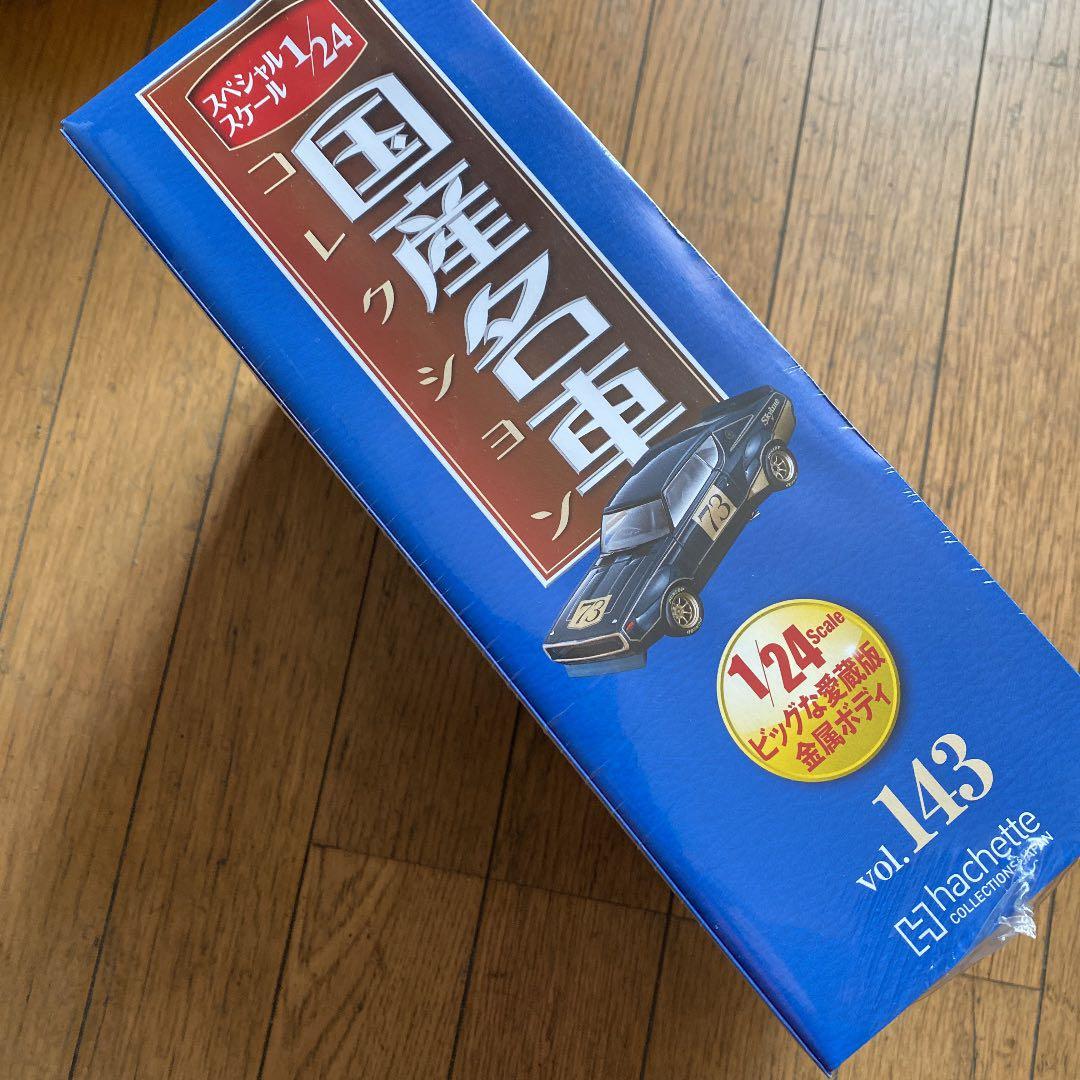 スペシャル
スケール
1/24
国産名車
コレクション
Skyline
73
73
1/24 Scale
ビッグな愛蔵版
金属ボディ
vol. 143
hachette
COLLECTIONS JAPAN